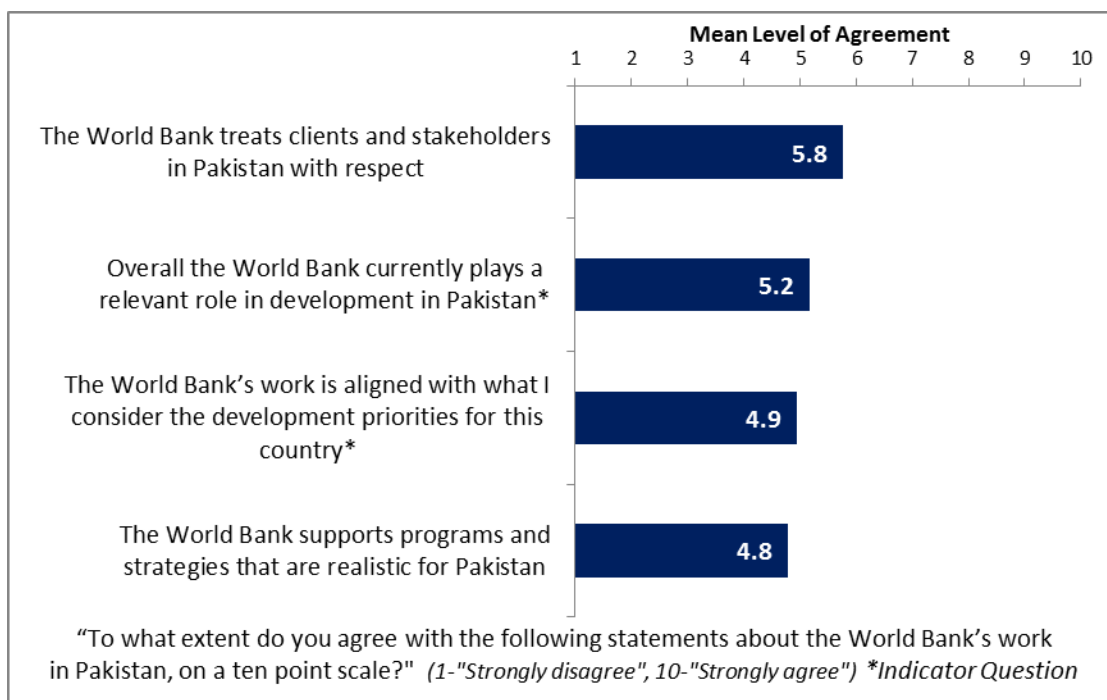 Mean Level of Agreement
1 2 3 4 5 6 7 8 9 10
The World Bank treats clients and stakeholders
in Pakistan with respect
5.8
Overall the World Bank currently plays a
relevant role in development in Pakistan*
5.2
The World Bank’s work is aligned with what I
consider the development priorities for this
country*
4.9
The World Bank supports programs and
strategies that are realistic for Pakistan
4.8
“To what extent do you agree with the following statements about the World Bank’s work
in Pakistan, on a ten point scale?" (1-"Strongly disagree", 10-"Strongly agree") *Indicator Question